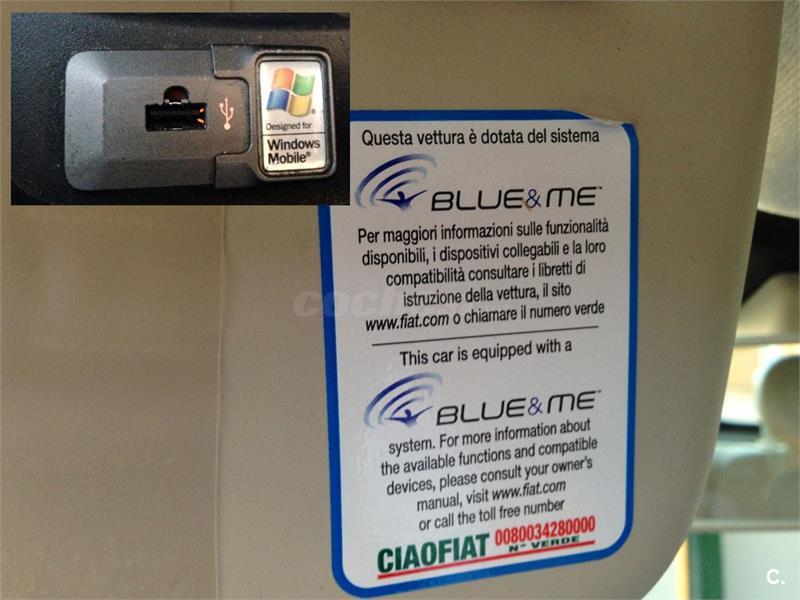 Designed for
Windows
Mobile®
Questa vettura è dotata del sistema
BLUE&ME™
Per maggiori informazioni sulle funzionalità
disponibili, i dispositivi collegabili e la loro
compatibilità consultare i libretti di
istruzione della vettura, il sito
www.fiat.com o chiamare il numero verde
This car is equipped with a
BLUE&ME™
system. For more information about
the available functions and compatible
devices, please consult your owner's
manual, visit www.fiat.com
or call the toll free number
CIAOFIAT 0080034280000
N° VERDE
C.